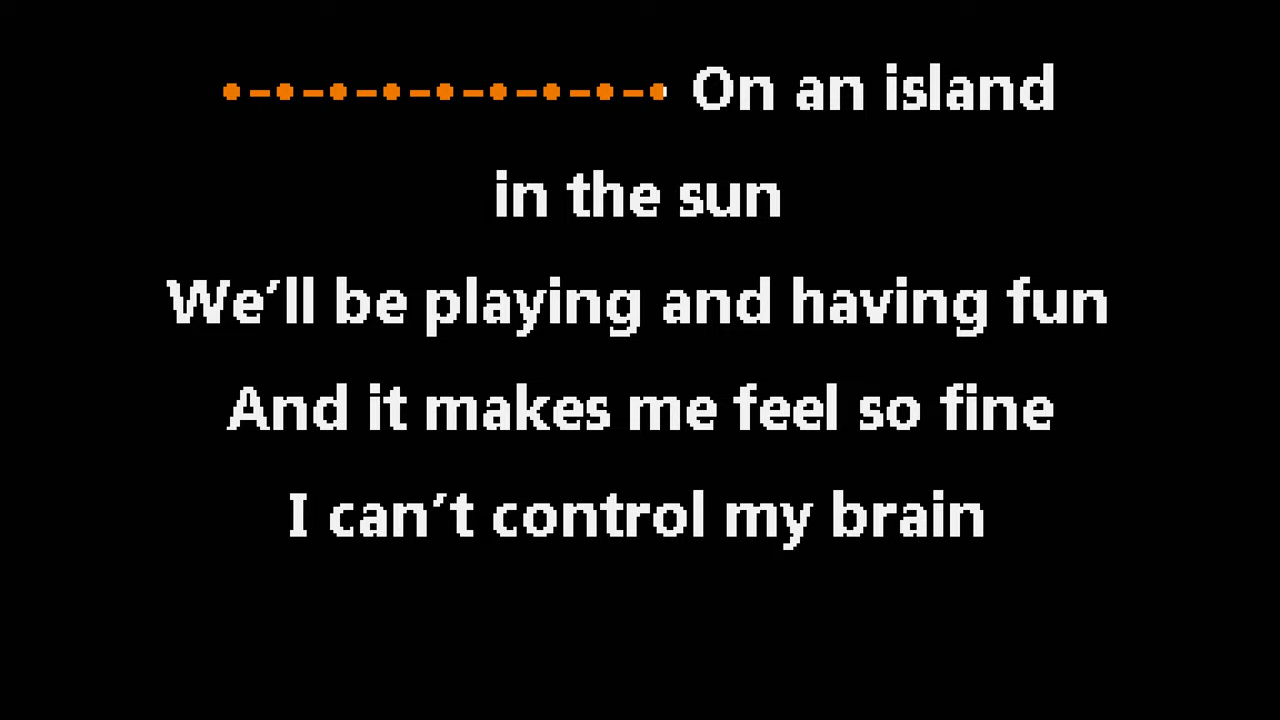 •–•–•–•–•–•–•–•–• On an island
in the sun
We’ll be playing and having fun
And it makes me feel so fine
I can’t control my brain